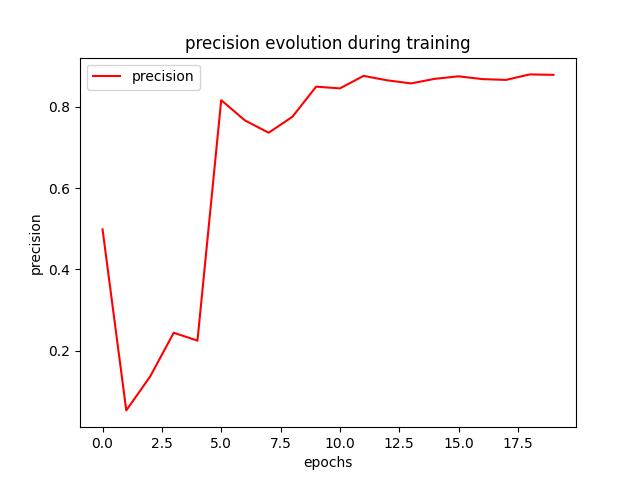 precision evolution during training
precision
0.8
0.6
0.4
0.2
precision
0.0 2.5 5.0 7.5 10.0 12.5 15.0 17.5
epochs